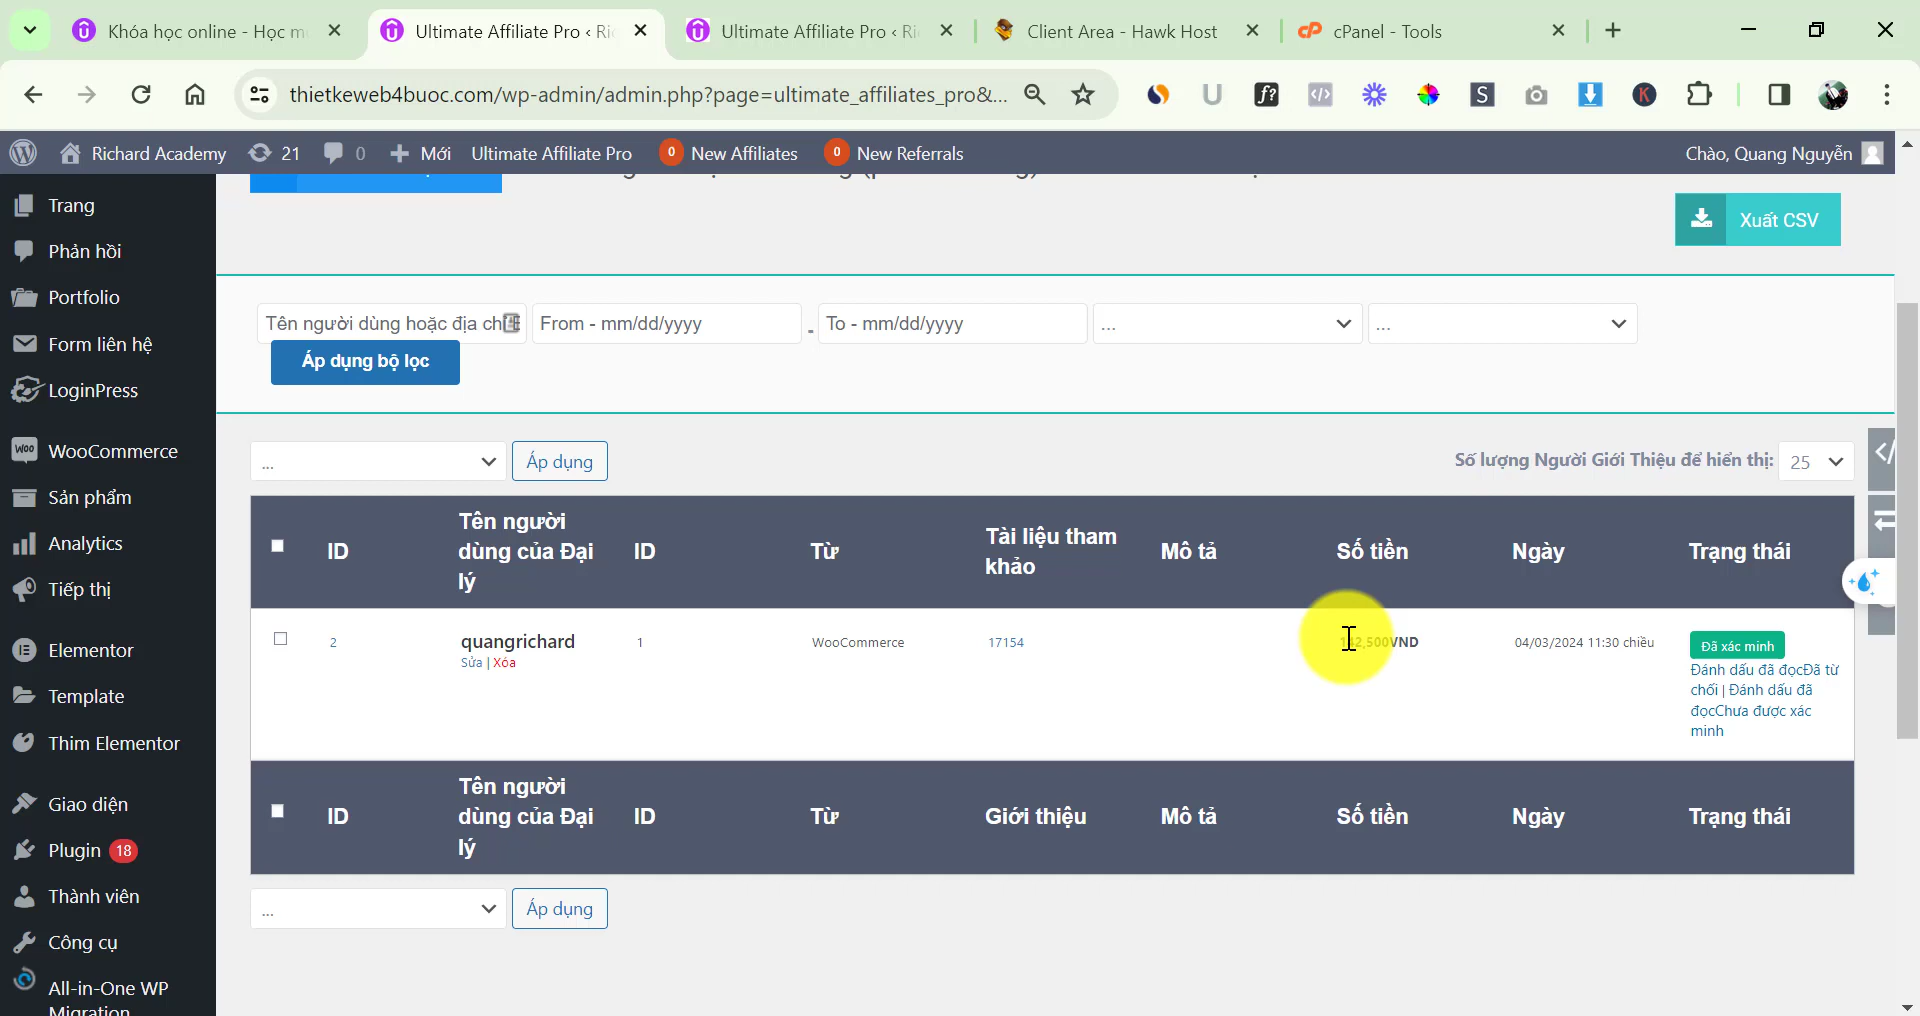 Khóa học online - Học m
Ultimate Affiliate Pro ‹ Ri
Ultimate Affiliate Pro ‹ Ri
Client Area - Hawk Host
cPanel - Tools
thietkeweb4buoc.com/wp-admin/admin.php?page=ultimate_affiliates_pro&...
Richard Academy
21
0
Mới
Ultimate Affiliate Pro
0
New Affiliates
0
New Referrals
Chào, Quang Nguyễn
Trang
Phản hồi
Portfolio
Form liên hệ
LoginPress
WooCommerce
Sản phẩm
Analytics
Tiếp thị
Elementor
Template
Thim Elementor
Giao diện
Plugin 18
Thành viên
Công cụ
All-in-One WP
Migration
Xuất CSV
Tên người dùng hoặc địa ch
From - mm/dd/yyyy
-
To - mm/dd/yyyy
...
...
Áp dụng bộ lọc
...
Áp dụng
Số lượng Người Giới Thiệu để hiển thị:
25
ID
Tên người
dùng của Đại
lý
ID
Từ
Tài liệu tham
khảo
Mô tả
Số tiền
Ngày
Trạng thái
2
quangrichard
Sửa | Xóa
1
WooCommerce
17154
142,500VND
04/03/2024 11:30 chiều
Đã xác minh
Đánh dấu đã đọcĐã từ
chối | Đánh dấu đã
đọcChưa được xác
minh
ID
Tên người
dùng của Đại
lý
ID
Từ
Giới thiệu
Mô tả
Số tiền
Ngày
Trạng thái
...
Áp dụng